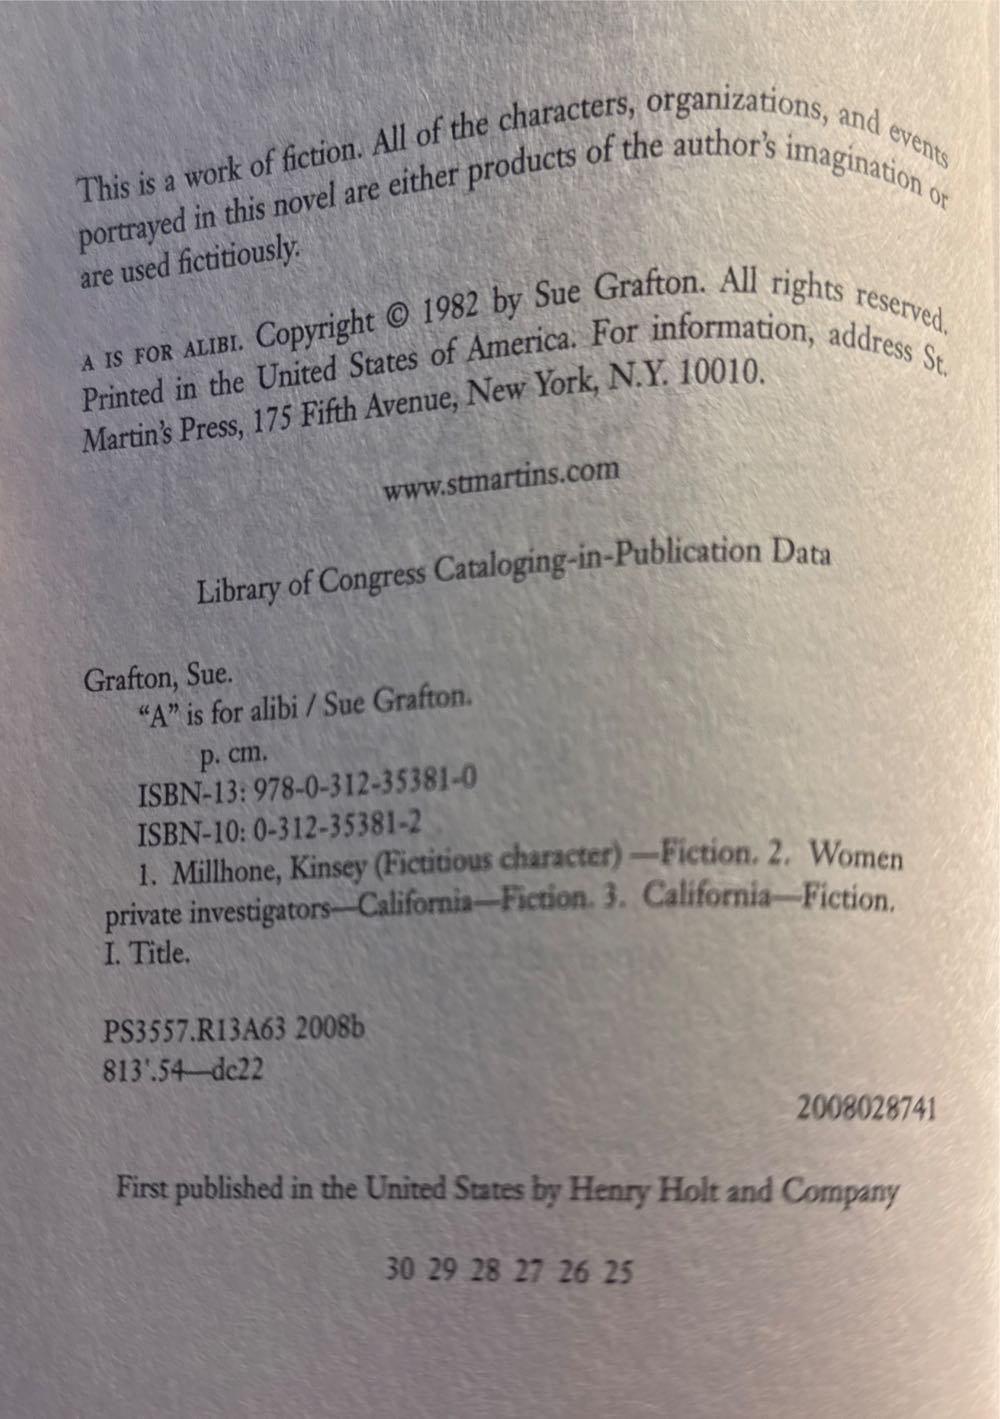 This is a work of fiction. All of the characters, organizations, and events
portrayed in this novel are either products of the author's imagination or
are used fictitiously.
A IS FOR ALIBI. Copyright © 1982 by Sue Grafton. All rights reserved.
Printed in the United States of America. For information, address St.
Martin's Press, 175 Fifth Avenue, New York, N.Y. 10010.
www.stmartins.com
Library of Congress Cataloging-in-Publication Data
Grafton, Sue.
“A” is for alibi / Sue Grafton.
p. cm.
ISBN-13: 978-0-312-35381-0
ISBN-10: 0-312-35381-2
1. Millhone, Kinsey (Fictitious character) —Fiction. 2. Women
private investigators—California—Fiction. 3. California—Fiction.
I. Title.
PS3557.R13A63 2008b
813'.54—dc22
2008028741
First published in the United States by Henry Holt and Company
30 29 28 27 26 25